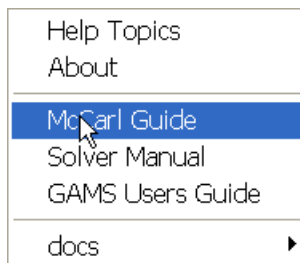 Help Topics
About
McCarl Guide
Solver Manual
GAMS Users Guide
docs